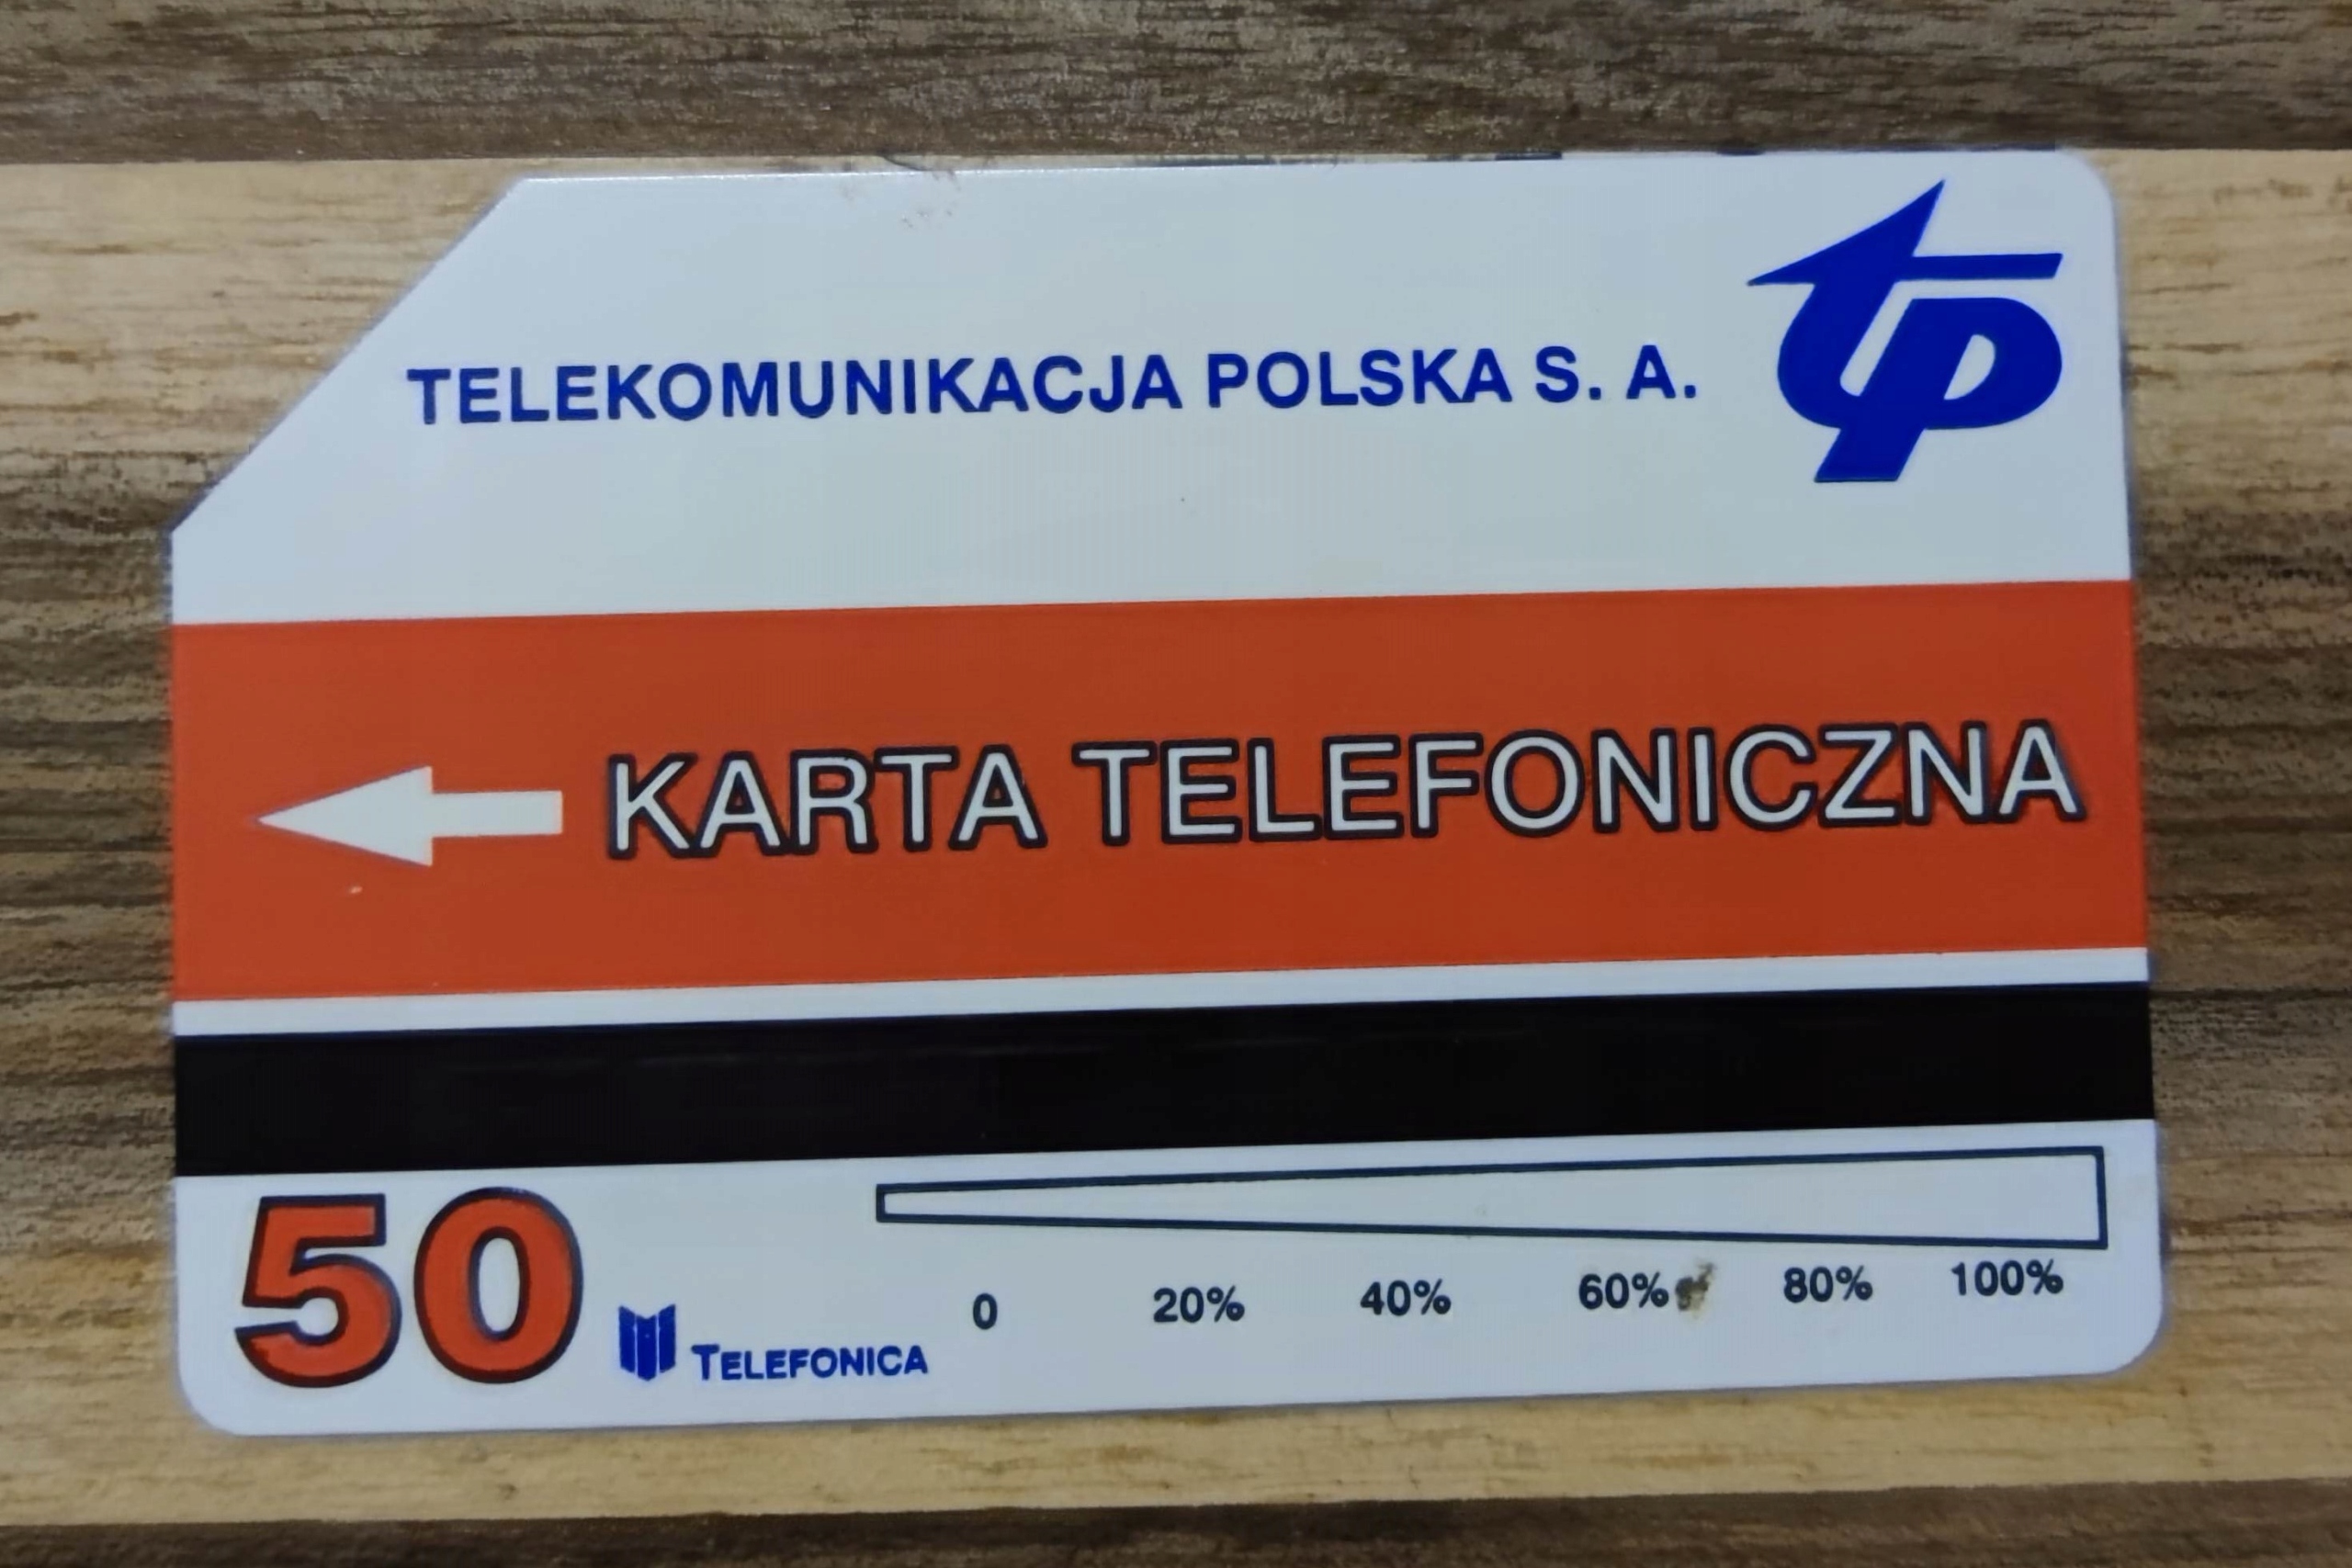 TELEKOMUNIKACJA POLSKA S. A.
tp
KARTA TELEFONICZNA
50
TELEFONICA
0 20% 40% 60% 80% 100%